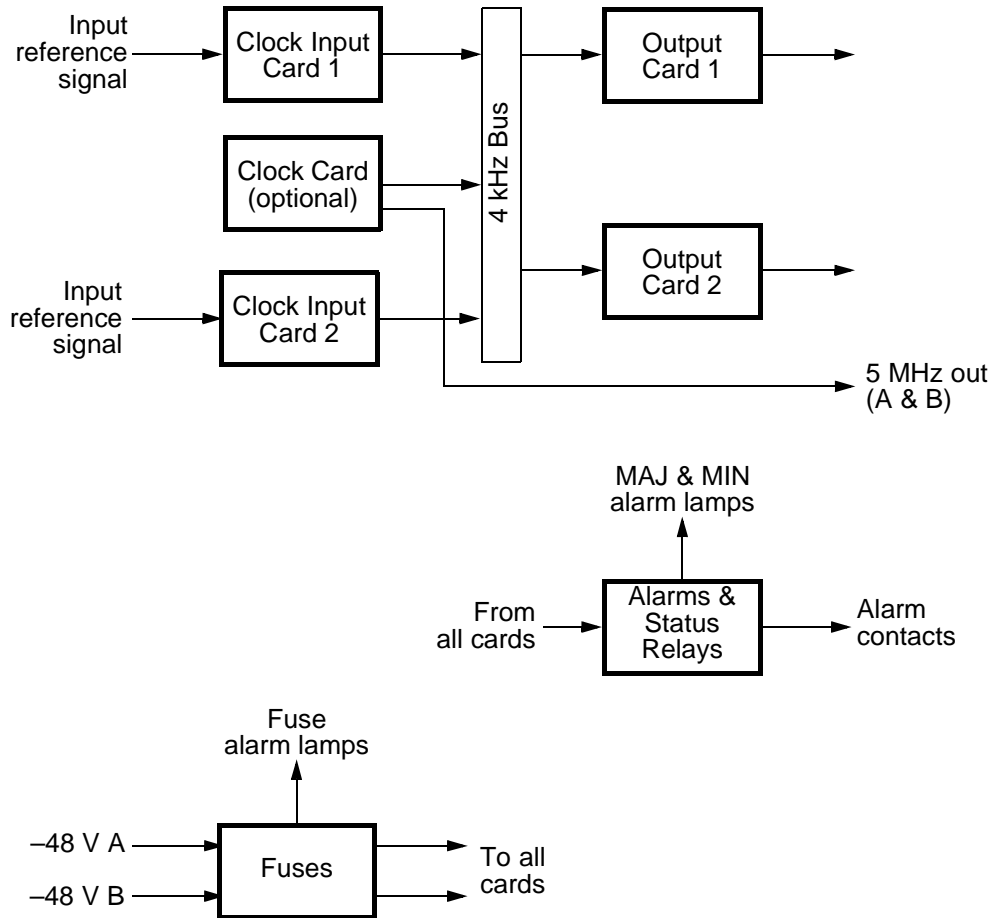 Input
reference
signal
Clock Input
Card 1
Output
Card 1
4 kHz Bus
Clock Card
(optional)
Output
Card 2
Input
reference
signal
Clock Input
Card 2
5 MHz out
(A & B)
MAJ & MIN
alarm lamps
From
all cards
Alarms &
Status
Relays
Alarm
contacts
Fuse
alarm lamps
–48 V A
–48 V B
Fuses
To all
cards